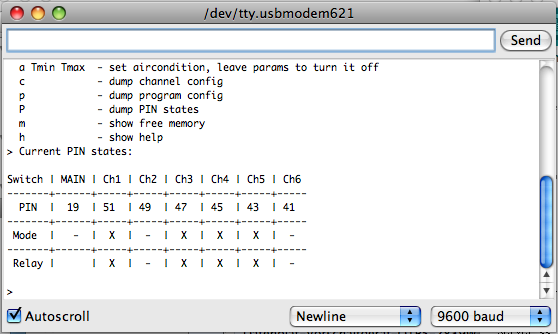 /dev/tty.usbmodem621
Send
a Tmin Tmax  - set aircondition, leave params to turn it off
c            - dump channel config
p            - dump program config
P            - dump PIN states
m            - show free memory
h            - show help
> Current PIN states:
Switch | MAIN | Ch1 | Ch2 | Ch3 | Ch4 | Ch5 | Ch6
-------+------+-----+-----+-----+-----+-----+------
PIN | 19 | 51 | 49 | 47 | 45 | 43 | 41
-------+------+-----+-----+-----+-----+-----+------
Mode | - | X | - | X | X | X | -
-------+------+-----+-----+-----+-----+-----+------
Relay | | X | - | X | X | X | -
>
Autoscroll
Newline
9600 baud